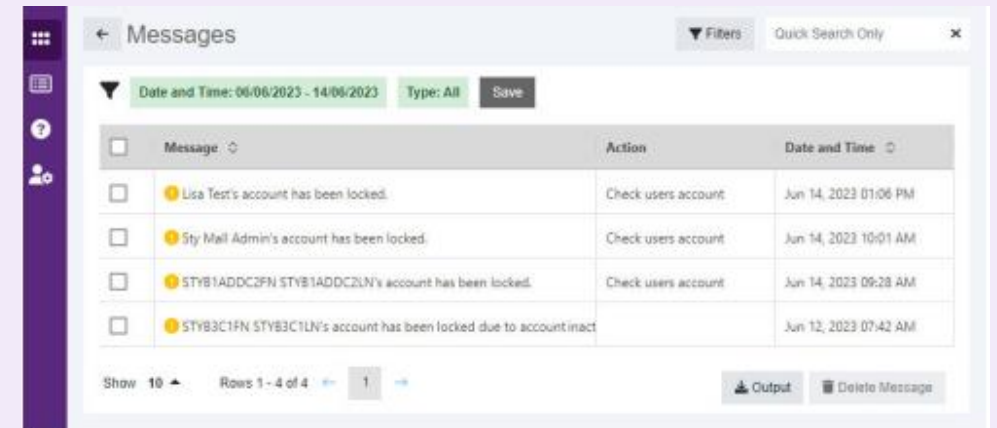 Messages
Filters
Quick Search Only
Date and Time: 06/06/2023 - 14/06/2023 Type: All Save
Message Action Date and Time
Lisa Test's account has been locked. Check users account Jun 14, 2023 01:06 PM
Sty Mall Admin's account has been locked. Check users account Jun 14, 2023 10:01 AM
STYB1ADDC2FN STYB1ADDC2LN's account has been locked. Check users account Jun 14, 2023 09:28 AM
STYB3C1FN STYB3C1LN's account has been locked due to account inact Jun 12, 2023 07:42 AM
Show 10 Rows 1 - 4 of 4 1
Output Delete Message